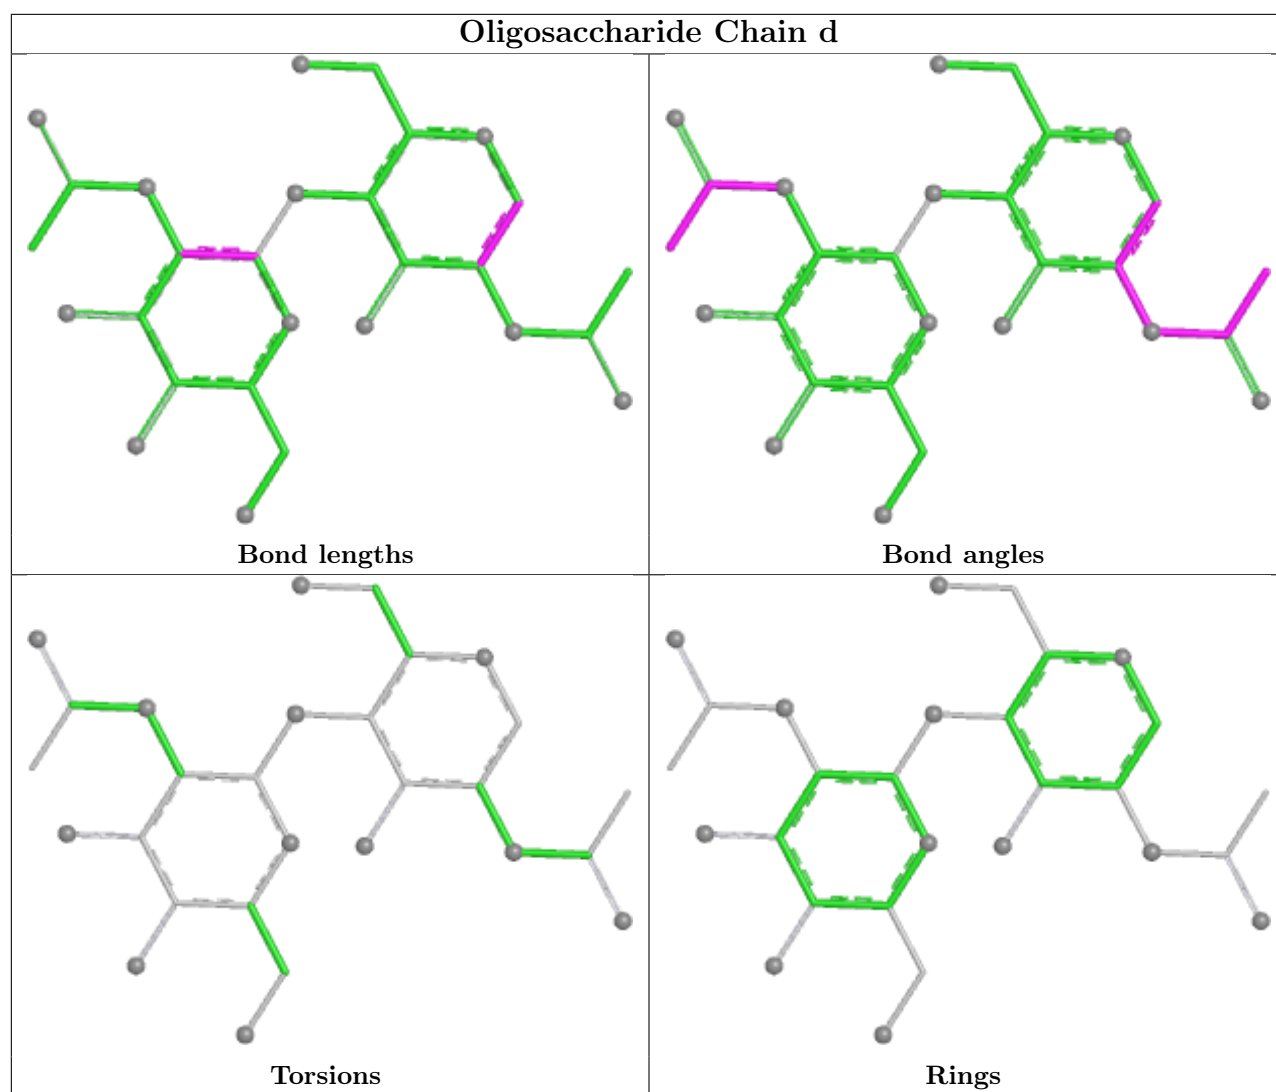 Oligosaccharide Chain d
Bond lengths
Bond angles
Torsions
Rings